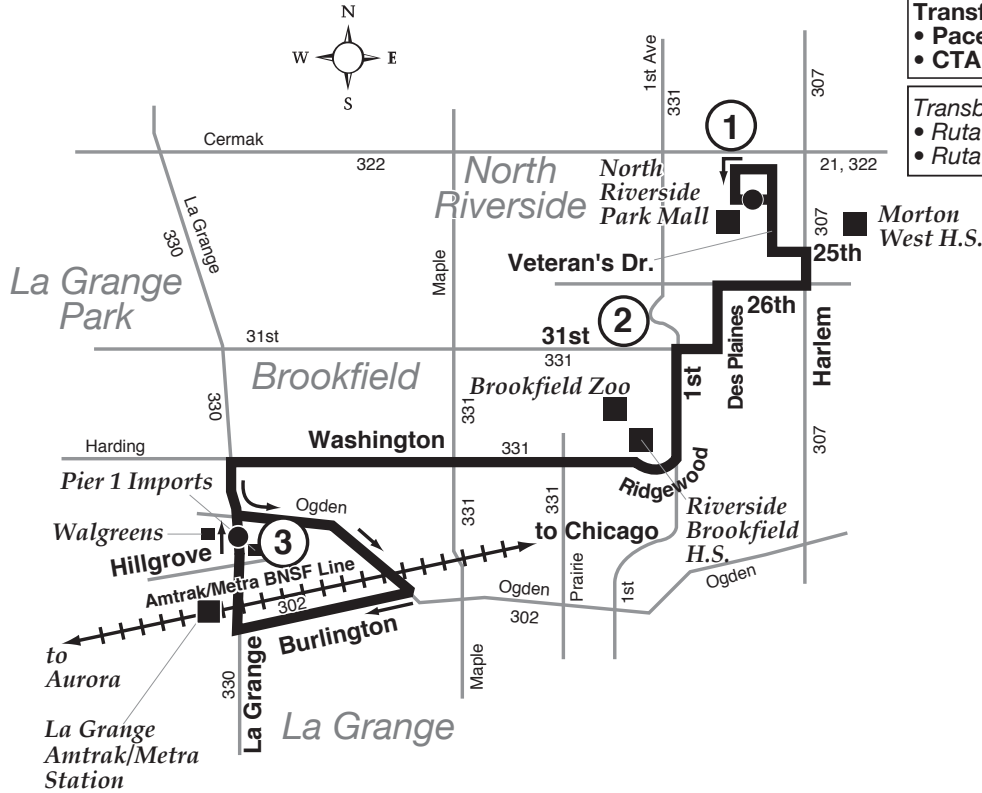 N
W E
S
Transf
• Pace
• CTA
Transb
• Ruta
• Ruta
1st Ave
331
307
1
Cermak
322
21, 322
North
Riverside
North
Riverside
Park Mall
307
Morton
West H.S.
La Grange
330
Maple
Veteran's Dr.
25th
La Grange
Park
26th
2
31st
31st
331
Des Plaines
Harlem
Brookfield
Brookfield Zoo
1st
330
331
307
Harding
Washington
331
Ridgewood
Pier 1 Imports
Ogden
331
331
Riverside
Brookfield
H.S.
Walgreens
3
to Chicago
Hillgrove
Amtrak/Metra BNSF Line
302
Ogden
302
Prairie
1st
Ogden
Burlington
to
Aurora
330
La Grange
Maple
La Grange
La Grange
Amtrak/Metra
Station